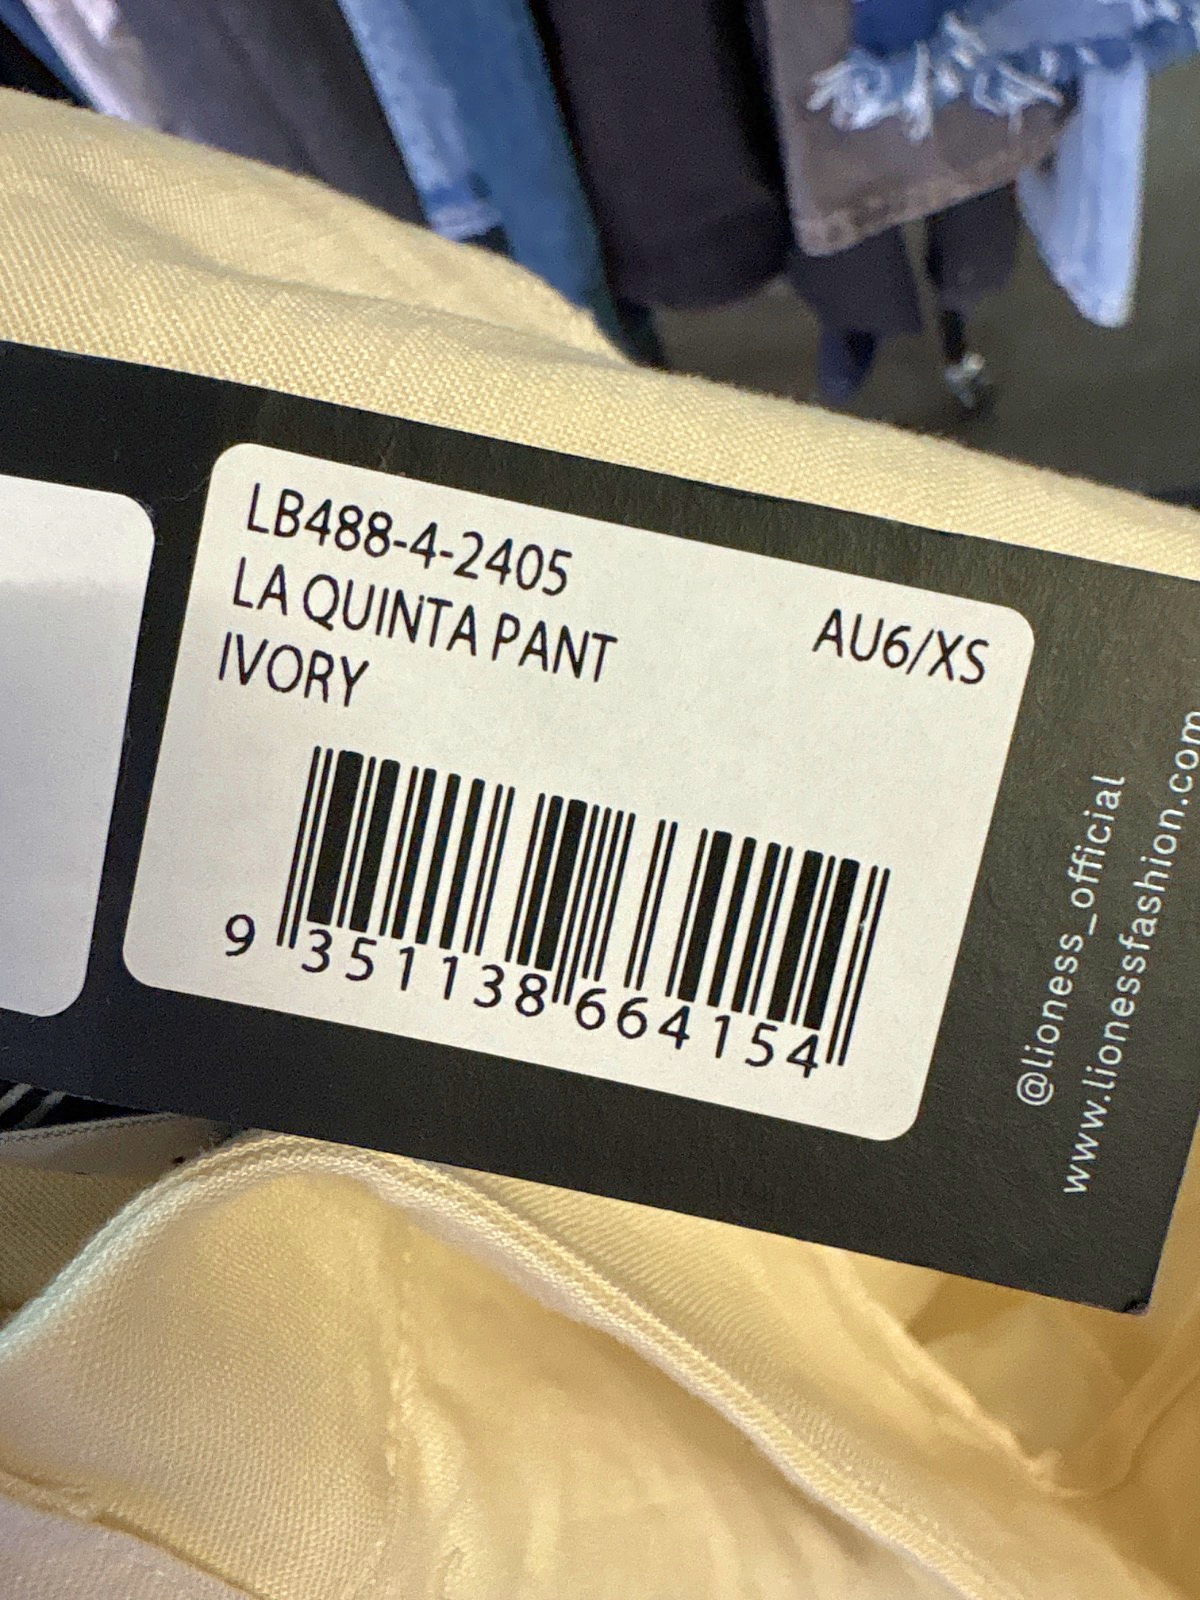 LB488-4-2405
LA QUINTA PANT
AU6/XS
IVORY
9 351138 664154
@lioness_official
www.lionessfashion.com